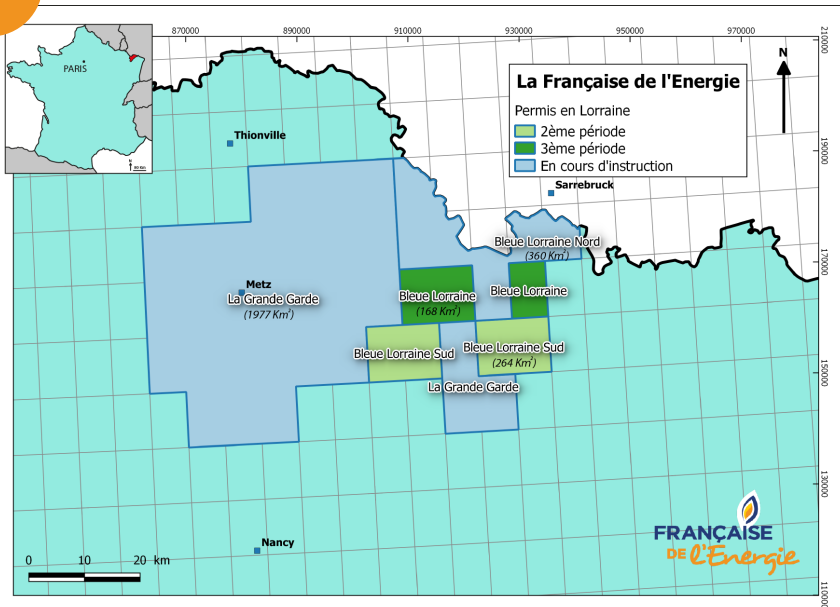 870000
890000
910000
930000
950000
970000
210000
PARIS
40 Km
N
La Française de l'Energie
Permis en Lorraine
2ème période
3ème période
En cours d'instruction
Thionville
Sarrebruck
190000
Bleue Lorraine Nord
(360 Km²)
170000
Metz
La Grande Garde
(1977 Km²)
Bleue Lorraine
(168 Km²)
Bleue Lorraine
Bleue Lorraine Sud
Bleue Lorraine Sud
(264 Km²)
150000
La Grande Garde
130000
Nancy
FRANÇAISE
DE l'Energie
0 10 20 km
110000